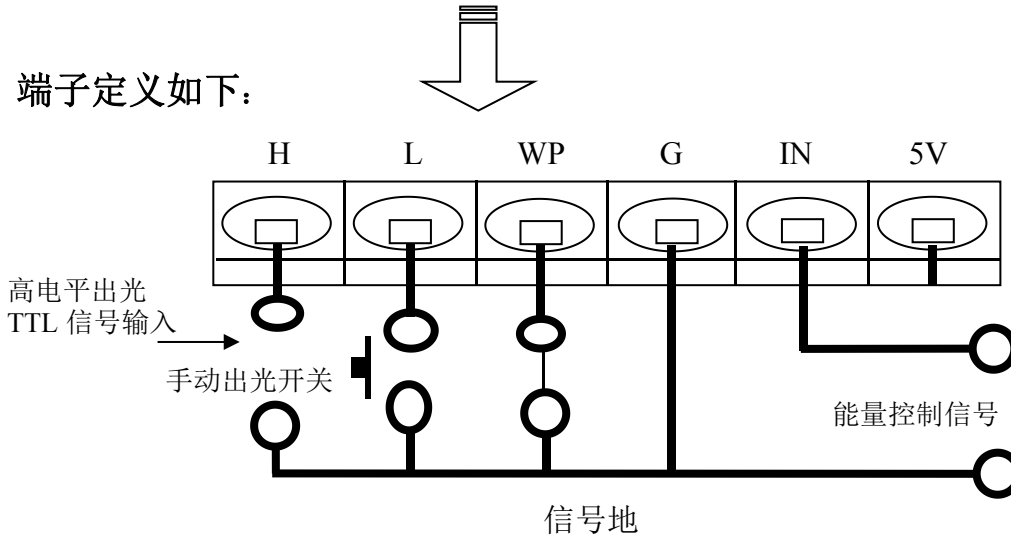 端子定义如下：
H L WP G IN 5V
高电平出光
TTL 信号输入
手动出光开关
能量控制信号
信号地